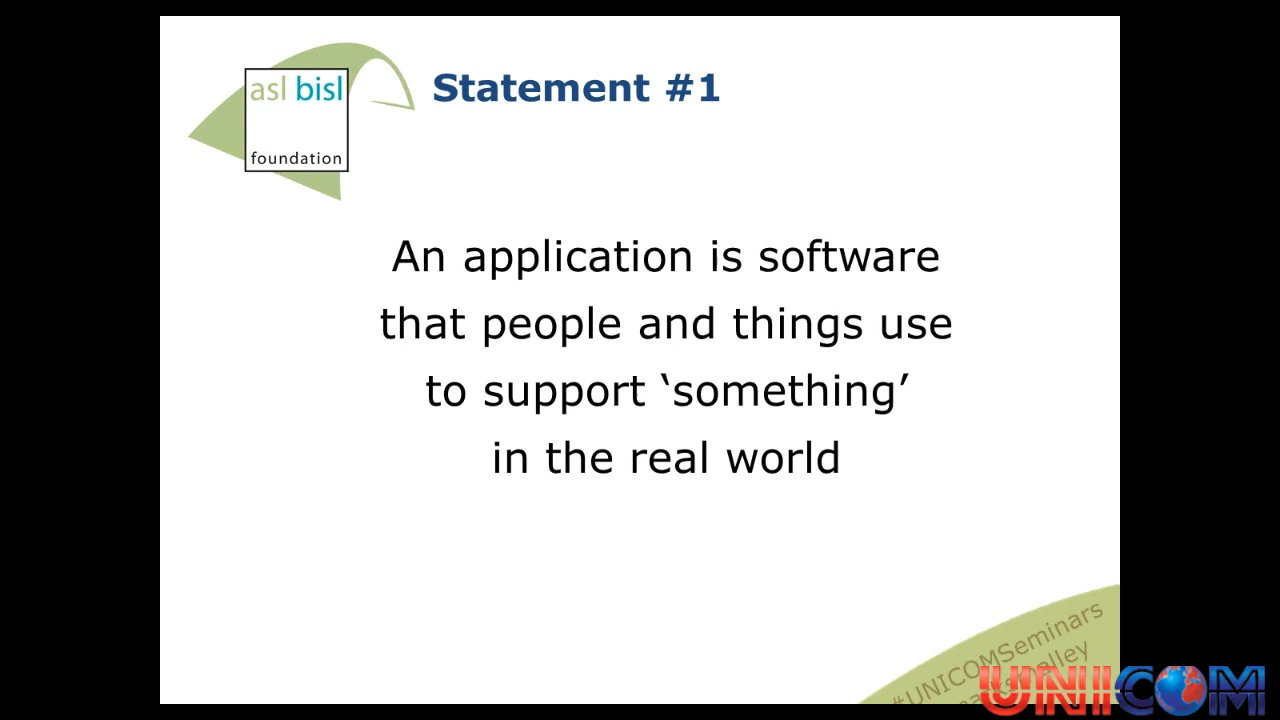 asl bisl
foundation
Statement #1
An application is software
that people and things use
to support ‘something’
in the real world
#UNICOMSeminars
UNICOM